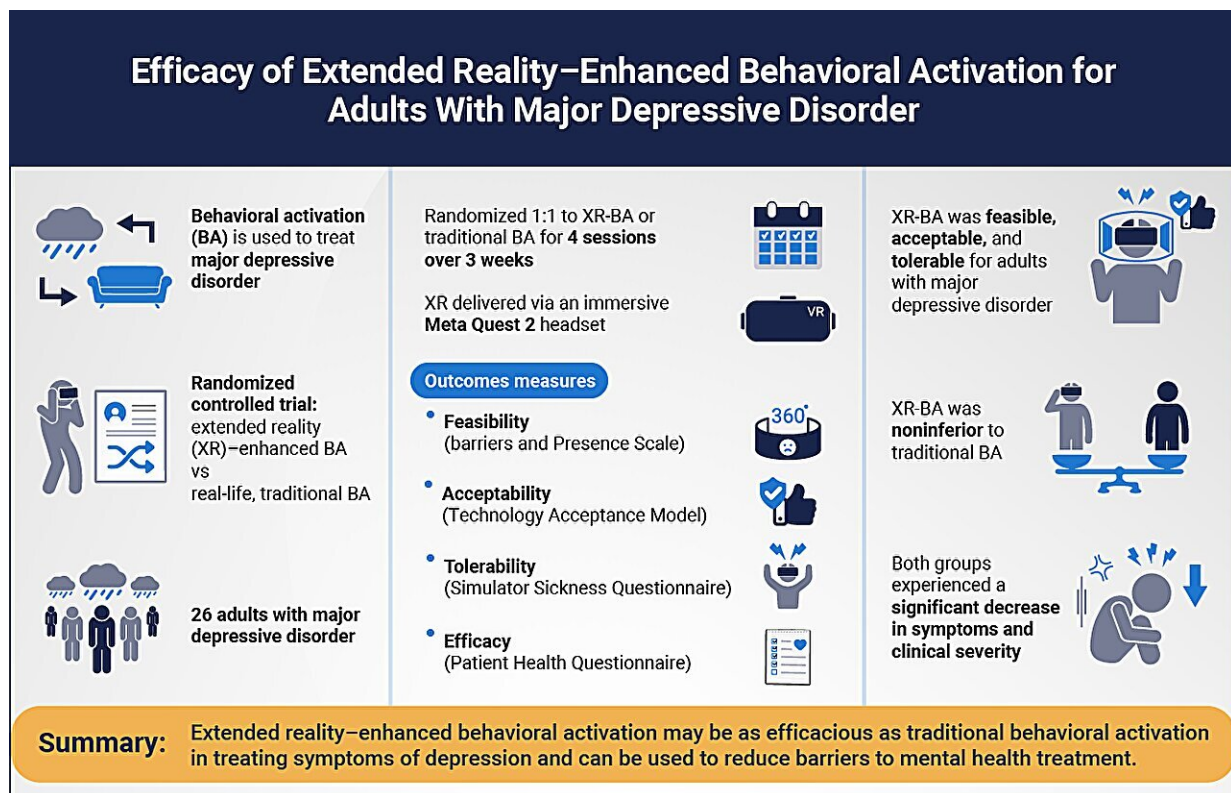 Efficacy of Extended Reality–Enhanced Behavioral Activation for
Adults With Major Depressive Disorder
Behavioral activation
(BA) is used to treat
major depressive
disorder
Randomized
controlled trial:
extended reality
(XR)–enhanced BA
vs
real-life, traditional BA
26 adults with major
depressive disorder
Randomized 1:1 to XR-BA or
traditional BA for 4 sessions
over 3 weeks
XR delivered via an immersive
Meta Quest 2 headset
VR
Outcomes measures
• Feasibility
(barriers and Presence Scale)
360°
• Acceptability
(Technology Acceptance Model)
• Tolerability
(Simulator Sickness Questionnaire)
• Efficacy
(Patient Health Questionnaire)
XR-BA was feasible,
acceptable, and
tolerable for adults
with major
depressive disorder
XR-BA was
noninferior to
traditional BA
Both groups
experienced a
significant decrease
in symptoms and
clinical severity
Summary:
Extended reality–enhanced behavioral activation may be as efficacious as traditional behavioral activation
in treating symptoms of depression and can be used to reduce barriers to mental health treatment.